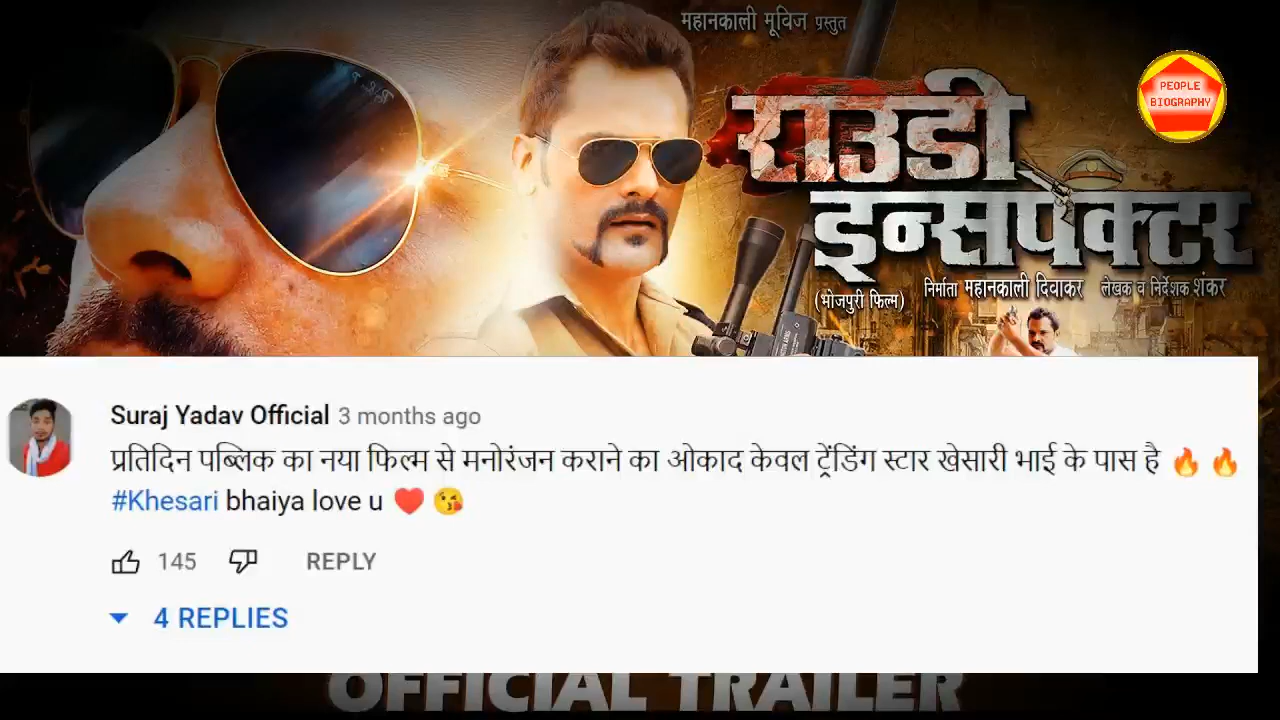 महानकाली मूविज प्रस्तुत
PEOPLE
BIOGRAPHY
राउडी
इन्सपेक्टर
(भोजपुरी फिल्म) निर्माता महानकाली दिवाकर लेखक व निर्देशक शंकर
Suraj Yadav Official 3 months ago
प्रतिदिन पब्लिक का नया फिल्म से मनोरंजन कराने का ओकाद केवल ट्रेंडिंग स्टार खेसारी भाई के पास है 🔥 🔥
#Khesari bhaiya love u ❤️ 😘
145 REPLY
4 REPLIES
OFFICIAL TRAILER